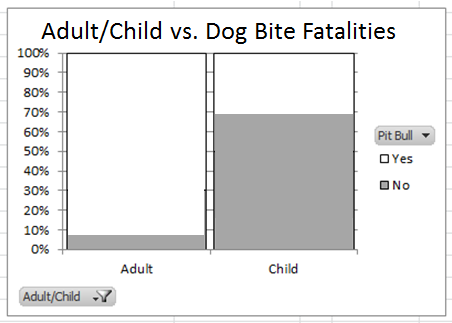 Adult/Child vs. Dog Bite Fatalities
100%
90%
80%
70%
60%
50%
40%
30%
20%
10%
0%
Adult
Child
Pit Bull
Yes
No
Adult/Child